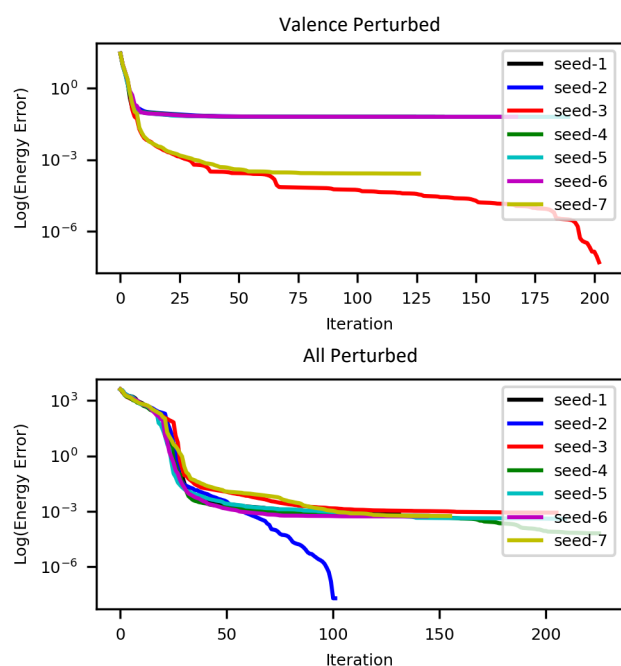 Valence Perturbed
Log(Energy Error)
10^0
10^-3
10^-6
seed-1
seed-2
seed-3
seed-4
seed-5
seed-6
seed-7
0 25 50 75 100 125 150 175 200
Iteration
All Perturbed
Log(Energy Error)
10^3
10^0
10^-3
10^-6
seed-1
seed-2
seed-3
seed-4
seed-5
seed-6
seed-7
0 50 100 150 200
Iteration